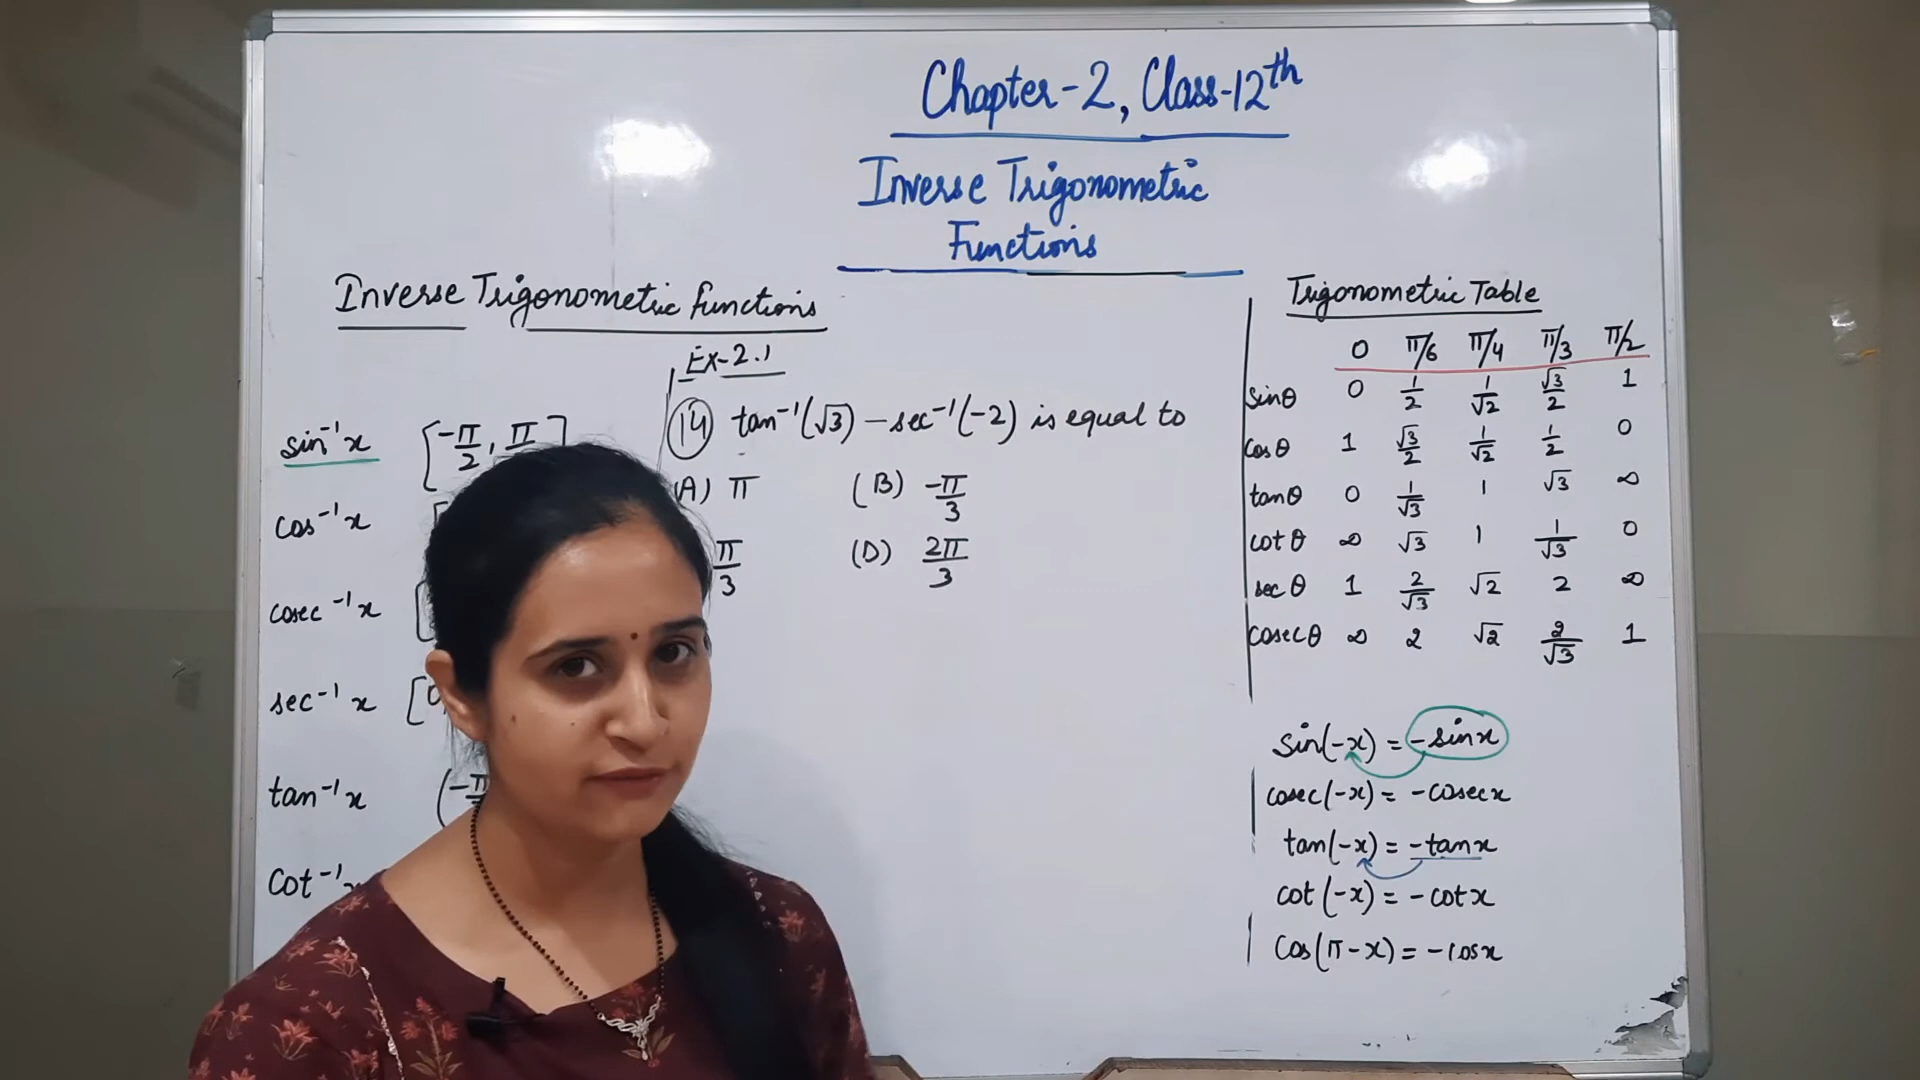 Chapter-2, Class-12th
Inverse Trigonometric
Functions
Inverse Trigonometric functions
sin⁻¹x [-π/2, π
cos⁻¹x [
cosec⁻¹x [
sec⁻¹x [0,
tan⁻¹x (-π
cot⁻¹x
Ex-2.1
(14) tan⁻¹(√3) - sec⁻¹(-2) is equal to
(A) π (B) -π/3
π/3 (D) 2π/3
Trigonometric Table
0 π/6 π/4 π/3 π/2
sinθ 0 1/2 1/√2 √3/2 1
cosθ 1 √3/2 1/√2 1/2 0
tanθ 0 1/√3 1 √3 ∞
cotθ ∞ √3 1 1/√3 0
secθ 1 2/√3 √2 2 ∞
cosecθ ∞ 2 √2 2/√3 1
sin(-x) = -sinx
cosec(-x) = -cosecx
tan(-x) = -tanx
cot(-x) = -cotx
cos(π-x) = -cosx